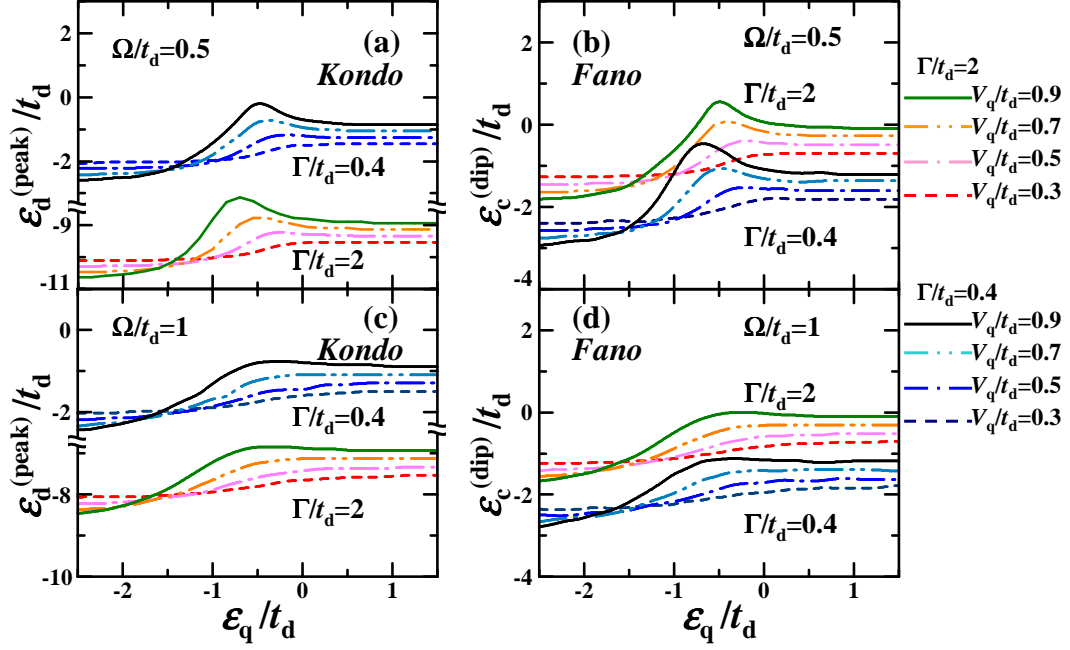 (a)
Ω/t_d=0.5
Kondo
Γ/t_d=0.4
Γ/t_d=2
ε_d^(peak)/t_d
2
0
-2
-9
-11
(b)
Ω/t_d=0.5
Fano
Γ/t_d=2
Γ/t_d=0.4
ε_c^(dip)/t_d
2
0
-2
-4
Γ/t_d=2
V_q/t_d=0.9
V_q/t_d=0.7
V_q/t_d=0.5
V_q/t_d=0.3
(c)
Ω/t_d=1
Kondo
Γ/t_d=0.4
Γ/t_d=2
ε_d^(peak)/t_d
0
-2
-8
-10
-2 -1 0 1
ε_q/t_d
(d)
Ω/t_d=1
Fano
Γ/t_d=2
Γ/t_d=0.4
ε_c^(dip)/t_d
2
0
-2
-4
-2 -1 0 1
ε_q/t_d
Γ/t_d=0.4
V_q/t_d=0.9
V_q/t_d=0.7
V_q/t_d=0.5
V_q/t_d=0.3